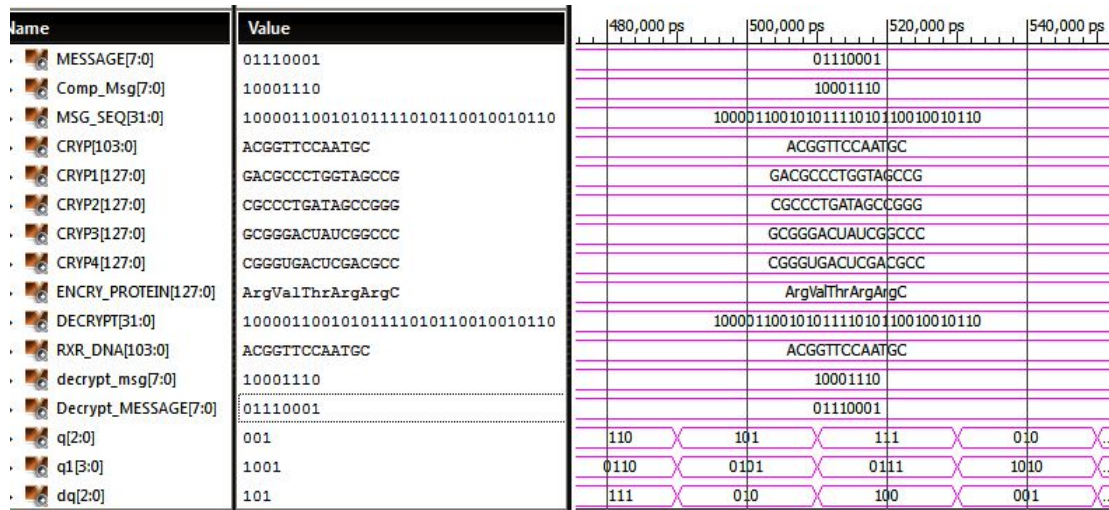 Name Value 480,000 ps 500,000 ps 520,000 ps 540,000 ps
MESSAGE[7:0] 01110001 01110001
Comp_Msg[7:0] 10001110 10001110
MSG_SEQ[31:0] 10000110010101111010110010010110 10000110010101111010110010010110
CRYP[103:0] ACGGTTCCAATGC ACGGTTCCAATGC
CRYP1[127:0] GACGCCCTGGTAGCCG GACGCCCTGGTAGCCG
CRYP2[127:0] CGCCCTGATAGCCGGG CGCCCTGATAGCCGGG
CRYP3[127:0] GCGGGACUAUCGGCCC GCGGGACUAUCGGCCC
CRYP4[127:0] CGGGUGACUCGACGCC CGGGUGACUCGACGCC
ENCRY_PROTEIN[127:0] ArgValThrArgArgC ArgValThrArgArgC
DECRYPT[31:0] 10000110010101111010110010010110 10000110010101111010110010010110
RXR_DNA[103:0] ACGGTTCCAATGC ACGGTTCCAATGC
decrypt_msg[7:0] 10001110 10001110
Decrypt_MESSAGE[7:0] 01110001 01110001
q[2:0] 001 110 101 111 010 ...
q1[3:0] 1001 0110 0101 0111 1010 ...
dq[2:0] 101 111 010 100 001 ...